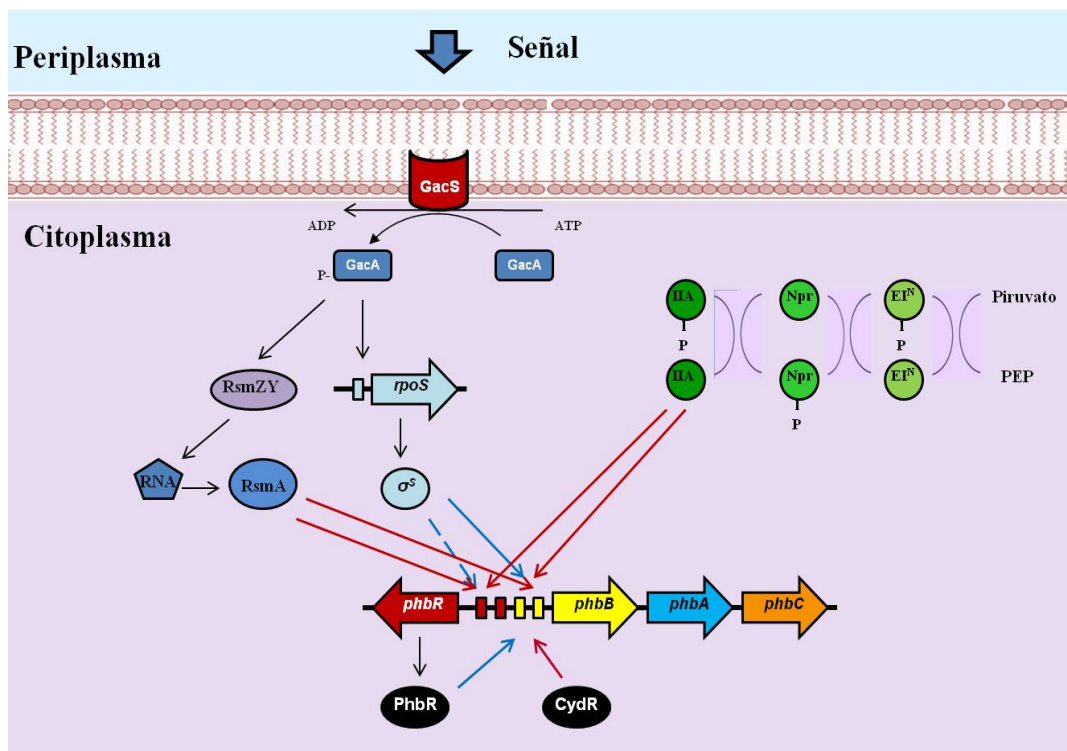 Periplasma
Señal
GacS
ADP
ATP
Citoplasma
P-
GacA
GacA
IIA
Npr
EI^N
Piruvato
P
P
RsmZY
rpoS
IIA
Npr
EI^N
PEP
P
RNA
RsmA
σ^S
phbR
phbB
phbA
phbC
PhbR
CydR